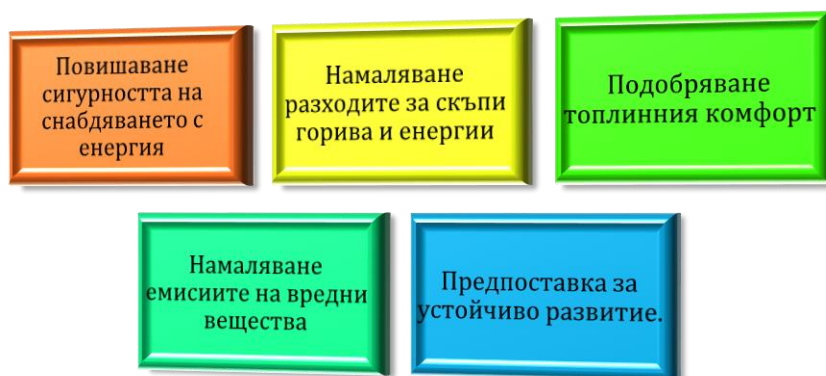 Повишаване
сигурността на
снабдяването с
енергия
Намаляване
разходите за скъпи
горива и енергии
Подобряване
топлинния комфорт
Намаляване
емисиите на вредни
вещества
Предпоставка за
устойчиво развитие.